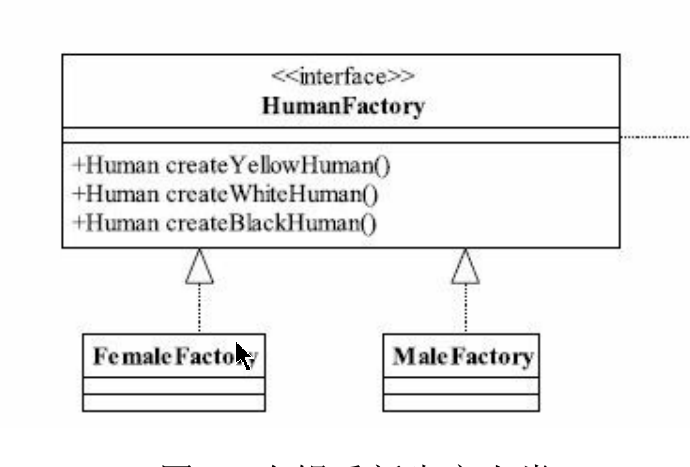 <<interface>>
HumanFactory
+Human createYellowHuman()
+Human createWhiteHuman()
+Human createBlackHuman()
FemaleFactory
MaleFactory